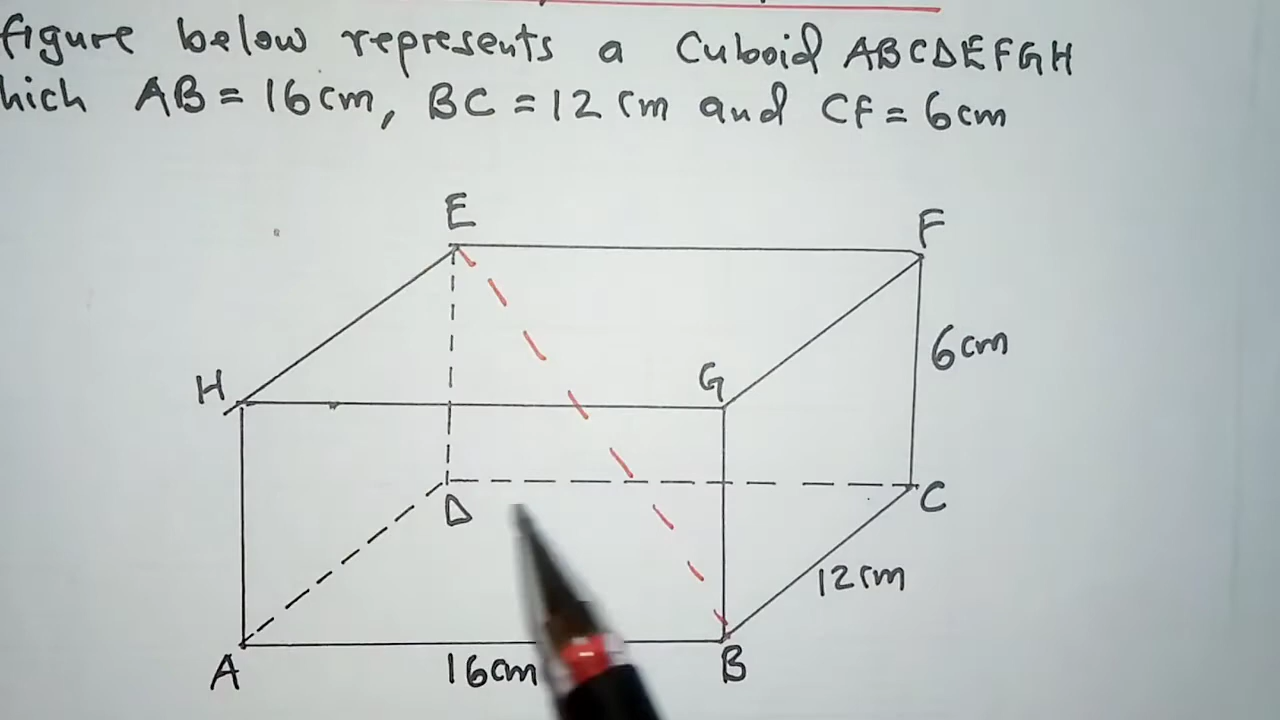 figure below represents a Cuboid ABCDEFGH
hich AB = 16cm, BC = 12 cm and CF = 6cm
E
F
6cm
H
G
D
C
12cm
A
16cm
B